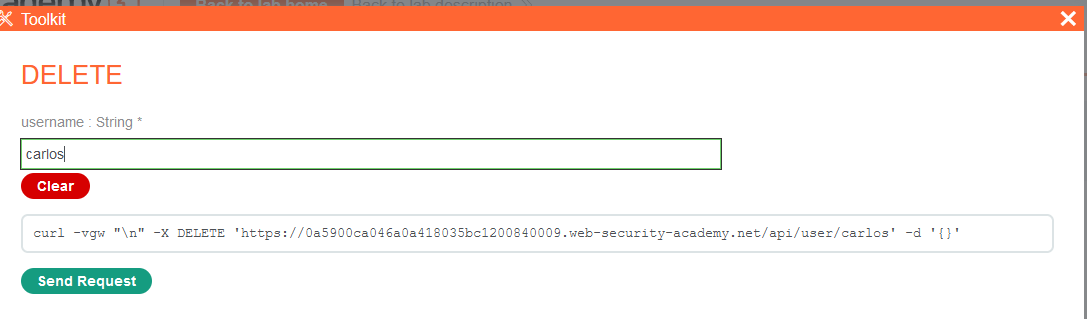 Back to lab home Back to lab description
Toolkit
DELETE
username : String *
carlos
Clear
curl -vgw "\n" -X DELETE 'https://0a5900ca046a0a418035bc1200840009.web-security-academy.net/api/user/carlos' -d '{}'
Send Request